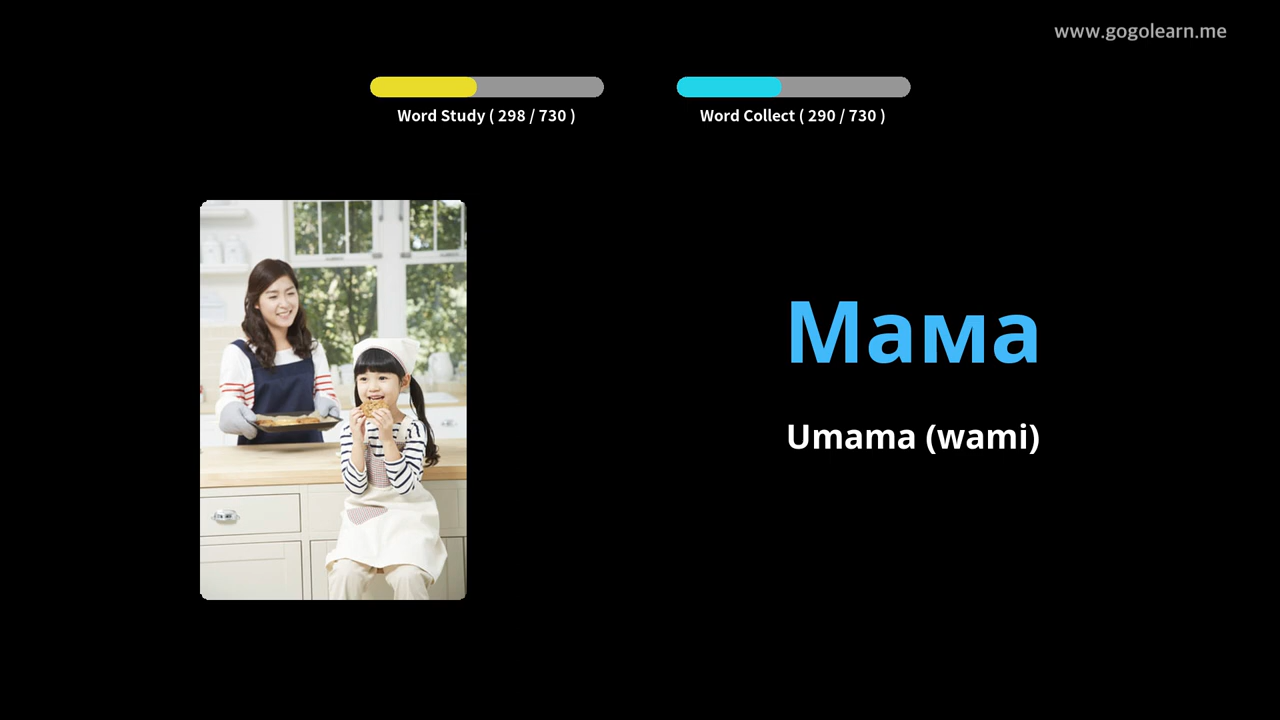 www.gogolearn.me
Word Study ( 298 / 730 )
Word Collect ( 290 / 730 )
Мама
Umama (wami)